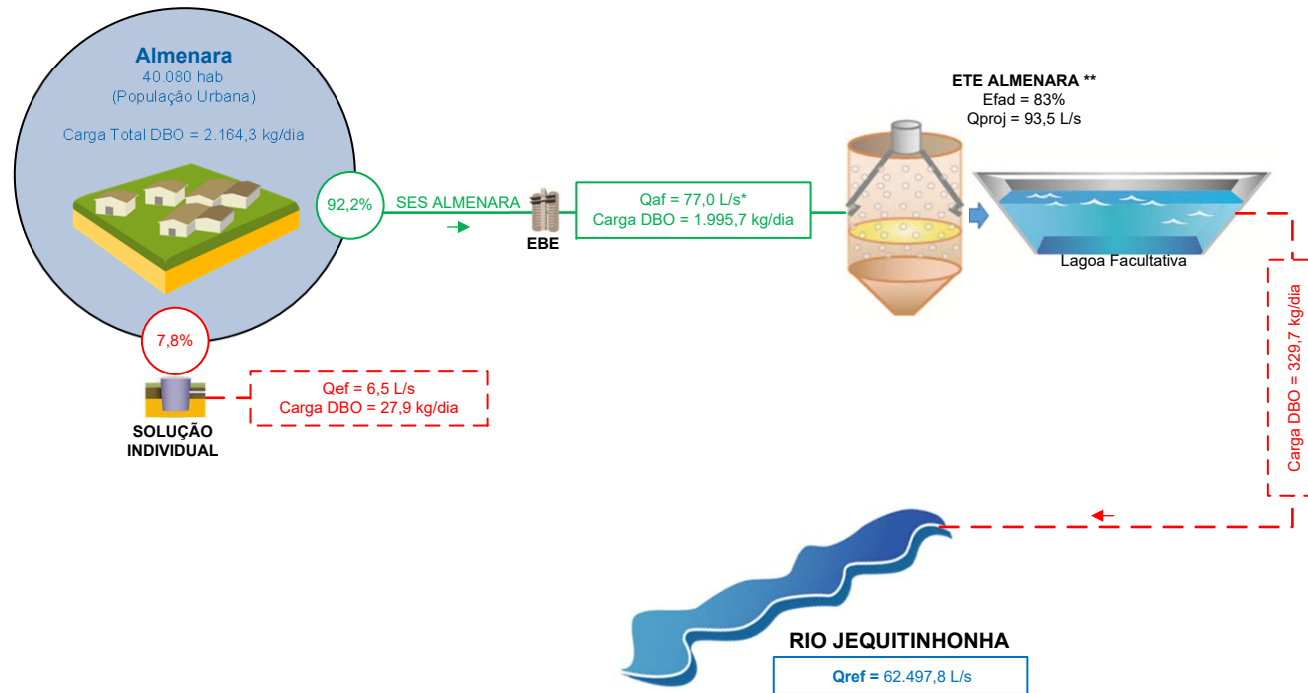 Almenara
40.080 hab
(População Urbana)
Carga Total DBO = 2.164,3 kg/dia
92,2%
SES ALMENARA
EBE
Qaf = 77,0 L/s*
Carga DBO = 1.995,7 kg/dia
ETE ALMENARA **
Efad = 83%
Qproj = 93,5 L/s
Lagoa Facultativa
Carga DBO = 329,7 kg/dia
7,8%
SOLUÇÃO
INDIVIDUAL
Qef = 6,5 L/s
Carga DBO = 27,9 kg/dia
RIO JEQUITINHONHA
Qref = 62.497,8 L/s